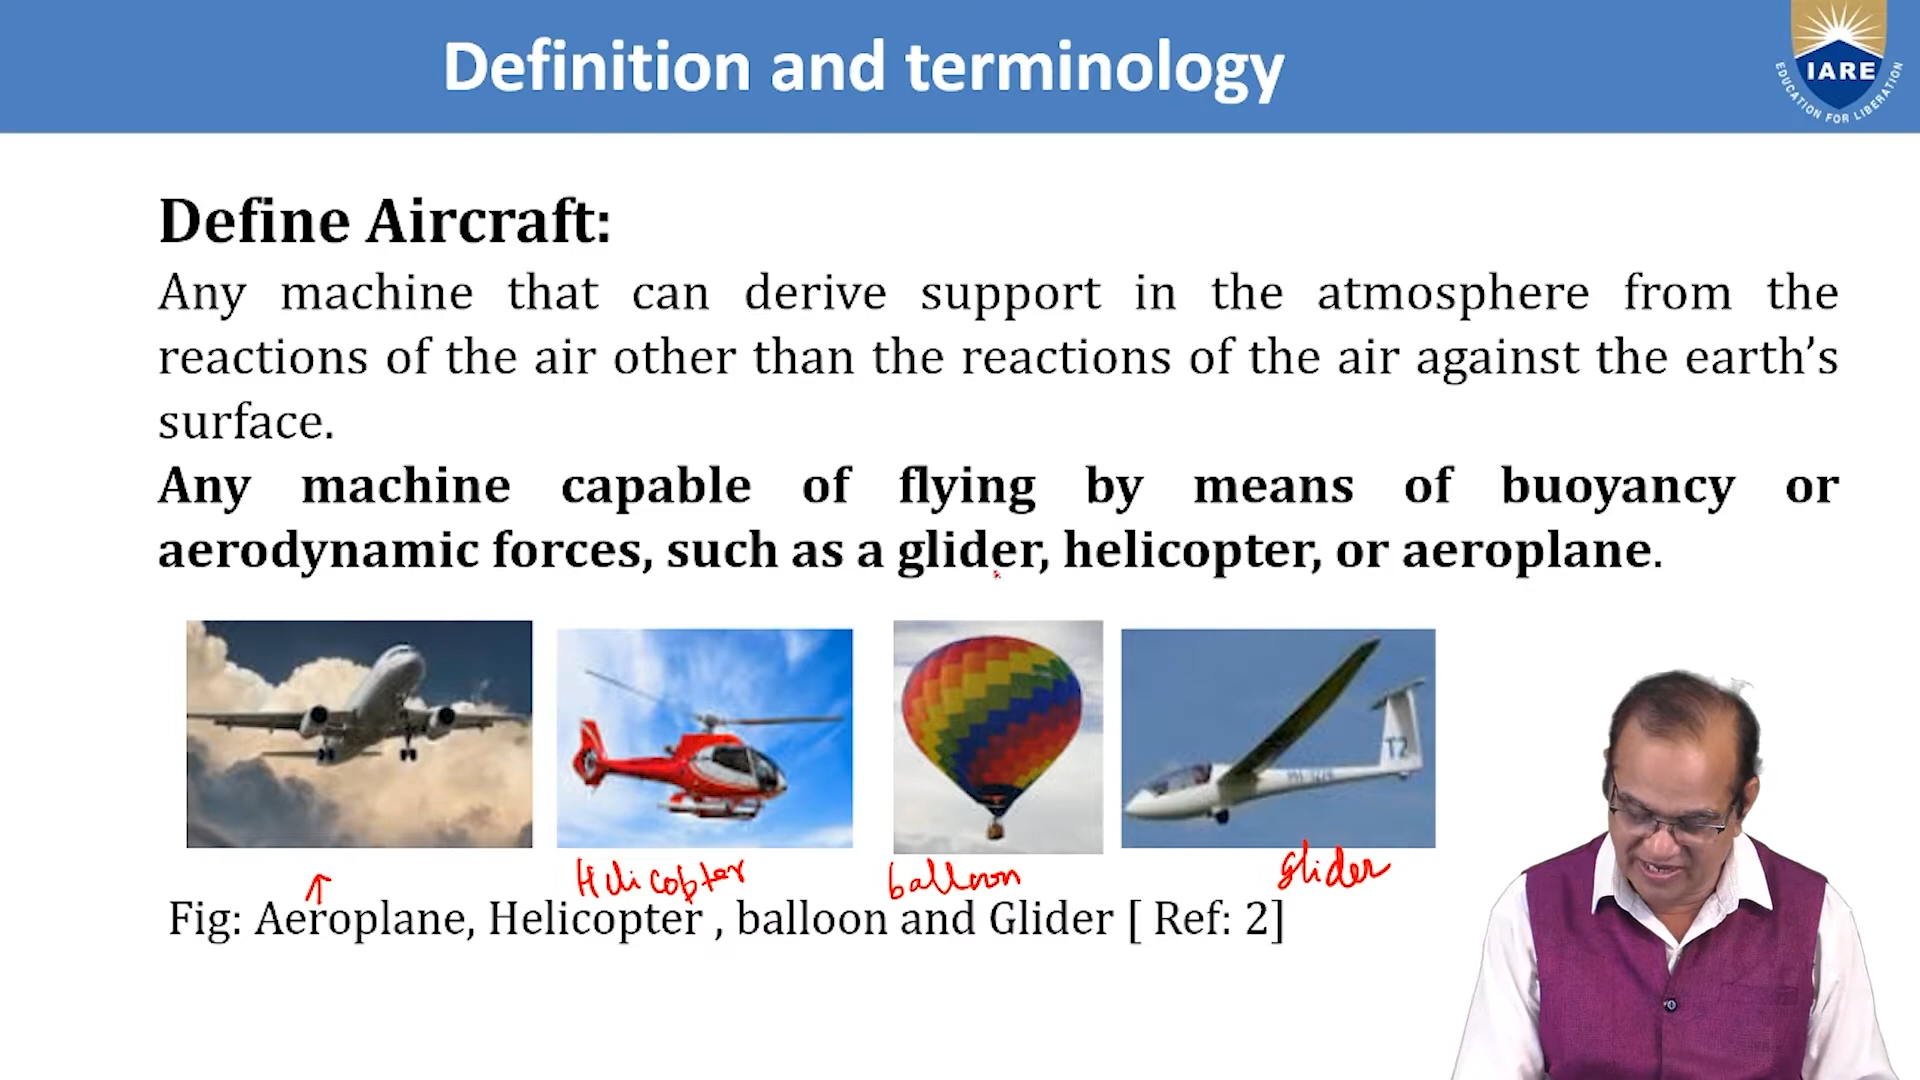 Definition and terminology
IARE
EDUCATION FOR LIBERATION
Define Aircraft:
Any machine that can derive support in the atmosphere from the
reactions of the air other than the reactions of the air against the earth’s
surface.
Any machine capable of flying by means of buoyancy or
aerodynamic forces, such as a glider, helicopter, or aeroplane.
T2
Helicopter
balloon
Glider
Fig: Aeroplane, Helicopter , balloon and Glider [ Ref: 2]